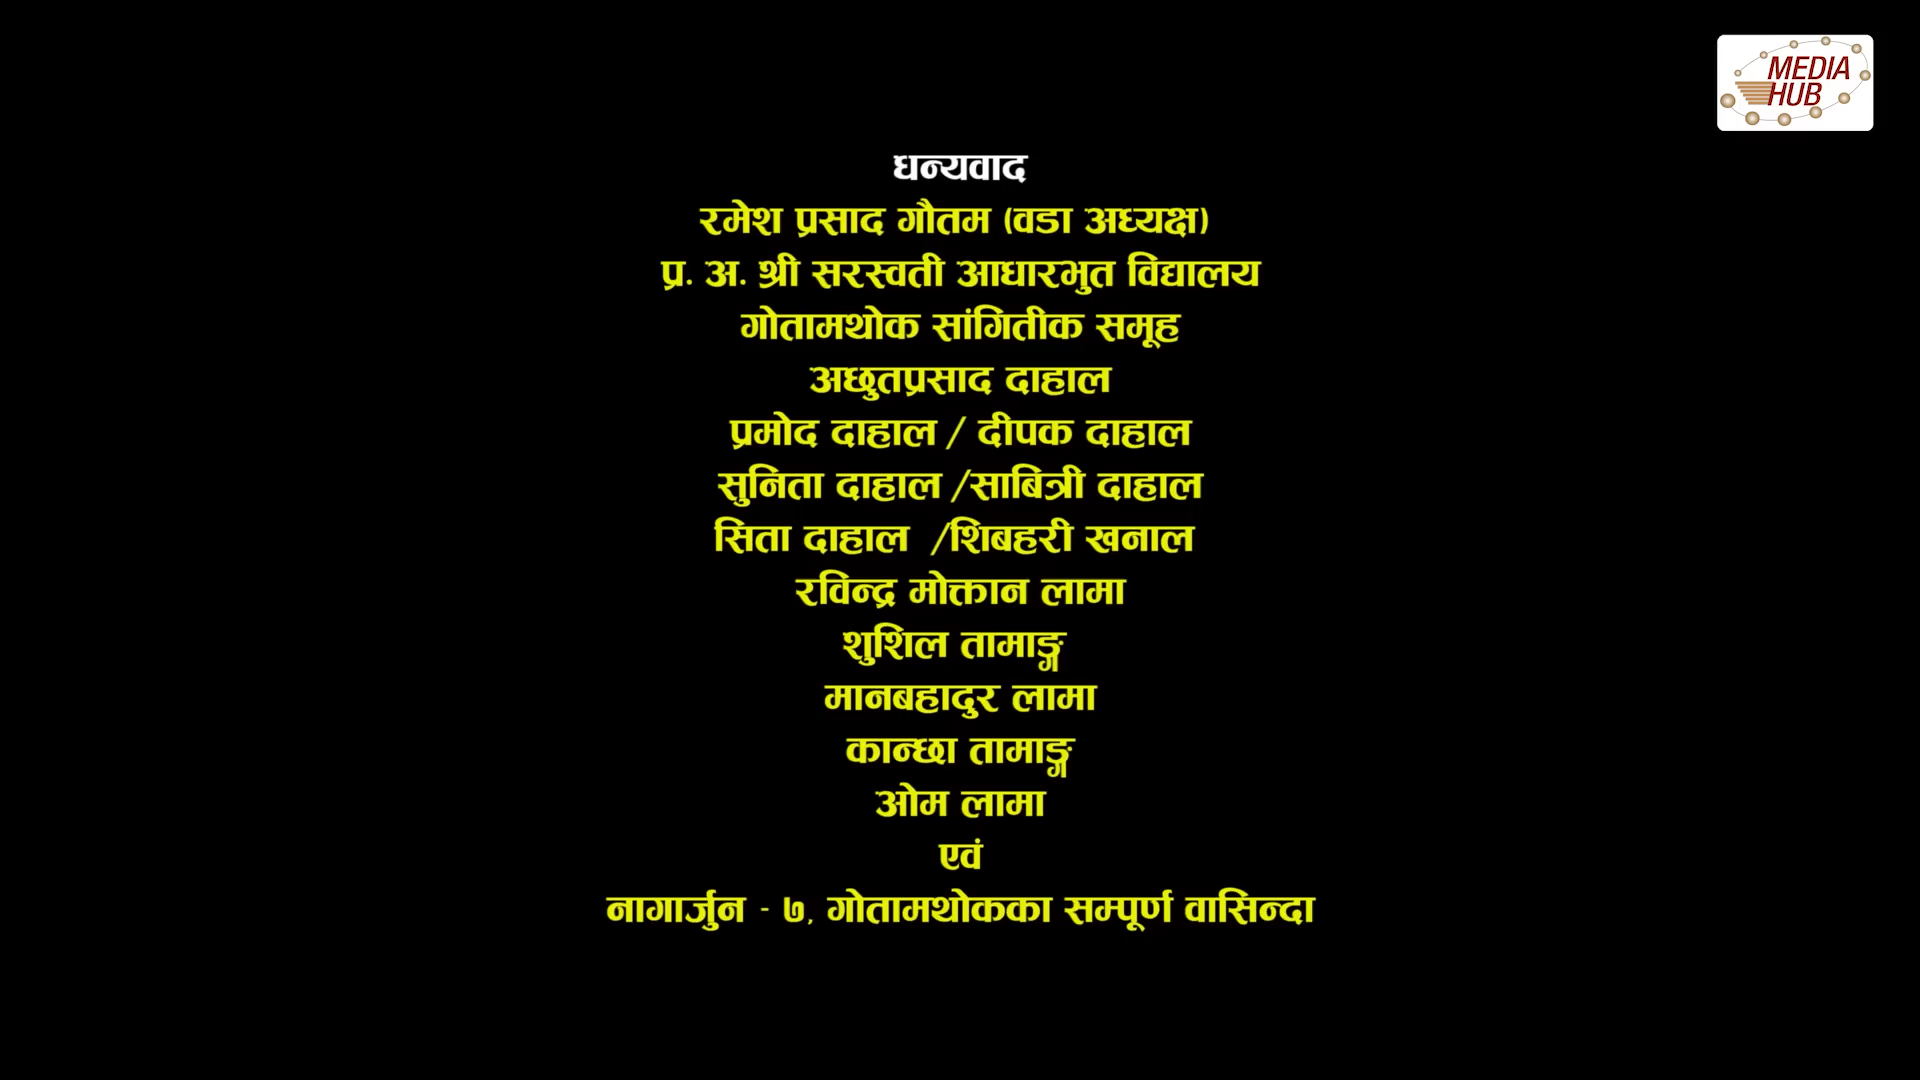 MEDIA
HUB
धन्यवाद
रमेश प्रसाद गौतम (वडा अध्यक्ष)
प्र. अ. श्री सरस्वती आधारभुत विद्यालय
गोतामथोक सांगितीक समूह
अछुतप्रसाद दाहाल
प्रमोद दाहाल / दीपक दाहाल
सुनिता दाहाल /साबित्री दाहाल
सिता दाहाल /शिबहरी खनाल
रविन्द्र मोक्तान लामा
शुशिल तामाङ्ग
मानबहादुर लामा
कान्छा तामाङ्ग
ओम लामा
एवं
नागार्जुन - ७, गोतामथोकका सम्पूर्ण वासिन्दा